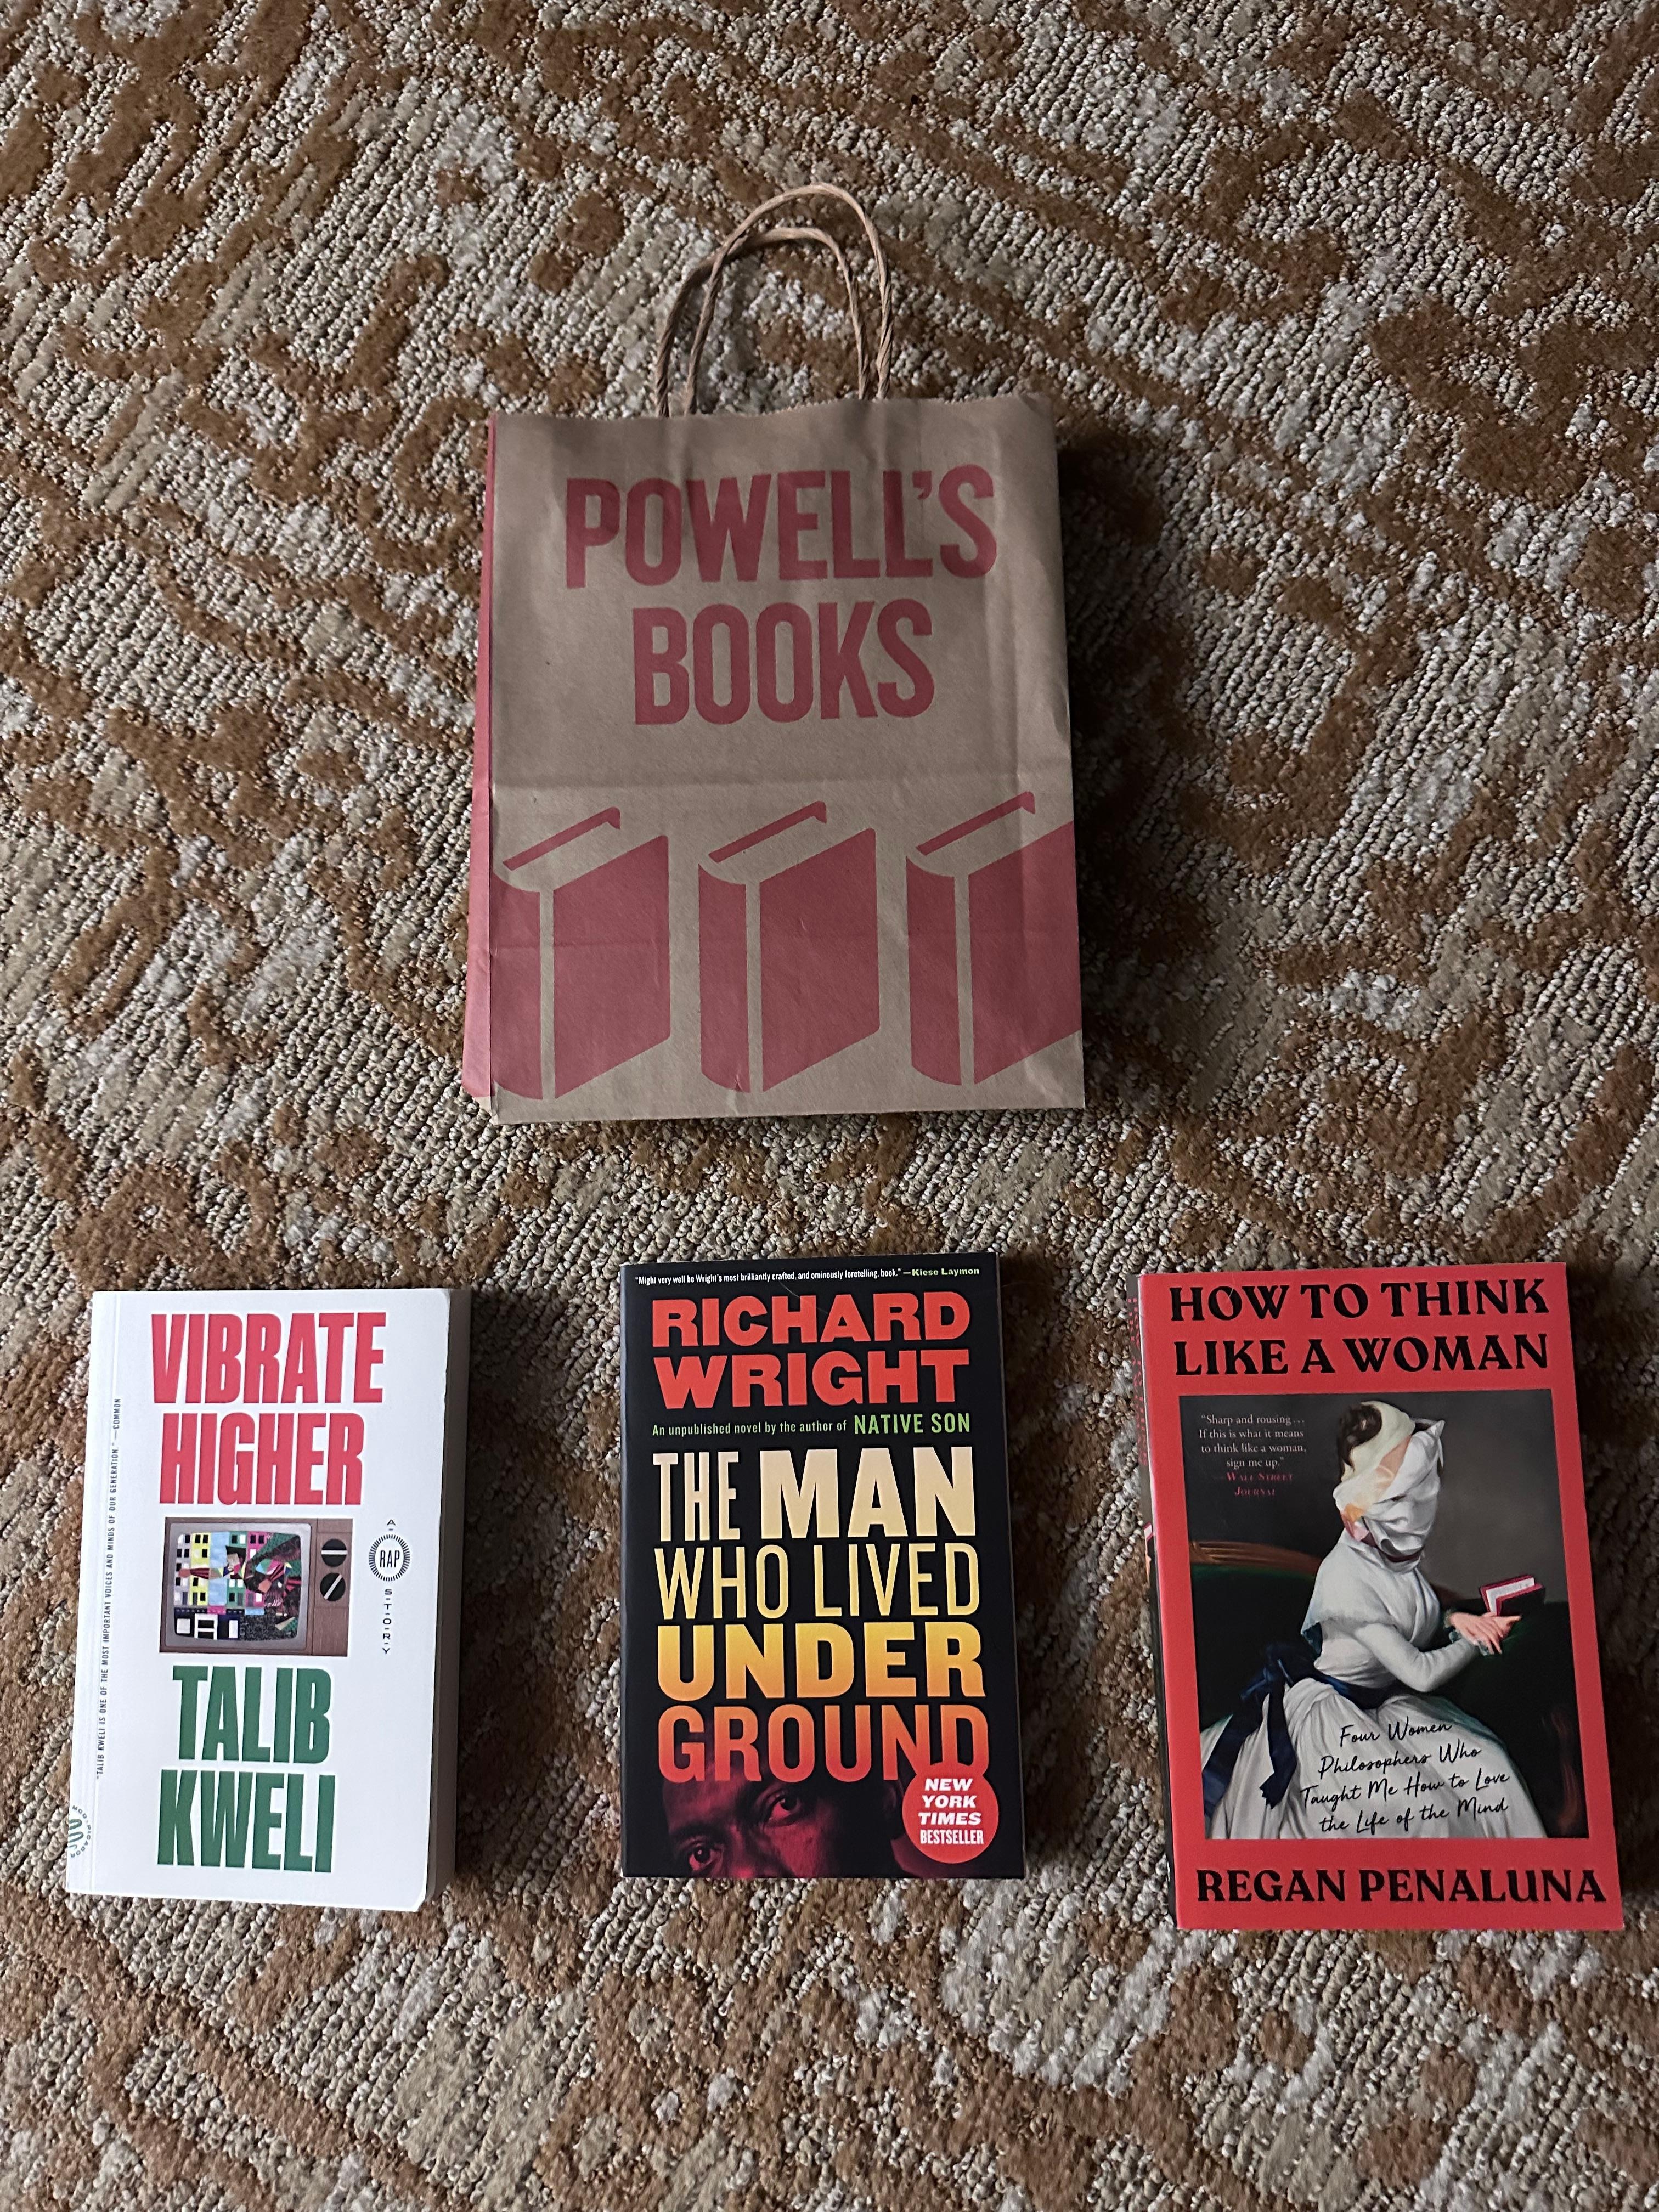 POWELL'S
BOOKS
VIBRATE
HIGHER
A
RAP
STORY
TALIB
KWELI
"TALIB KWELI IS ONE OF THE MOST IMPORTANT VOICES AND MINDS OF OUR GENERATION." —COMMON
"Might very well be Wright's most brilliantly crafted, and ominously foretelling, book." —Kiese Laymon
RICHARD
WRIGHT
An unpublished novel by the author of NATIVE SON
THE MAN
WHO LIVED
UNDER
GROUND
NEW
YORK
TIMES
BESTSELLER
HOW TO THINK
LIKE A WOMAN
"Sharp and rousing...
If this is what it means
to think like a woman,
sign me up."
—WALL STREET
JOURNAL
Four Women
Philosophers Who
Taught Me How to Love
the Life of the Mind
REGAN PENALUNA